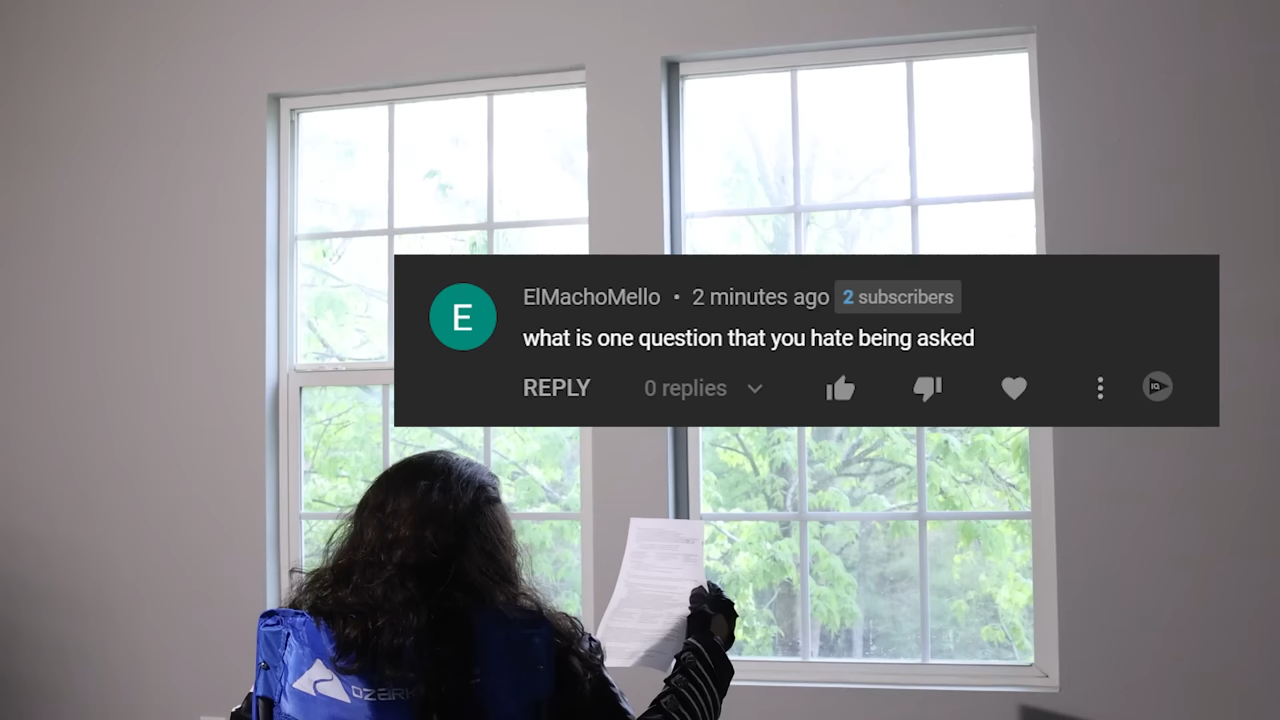 E
ElMachoMello • 2 minutes ago 2 subscribers
what is one question that you hate being asked
REPLY 0 replies
IQ
OZARK